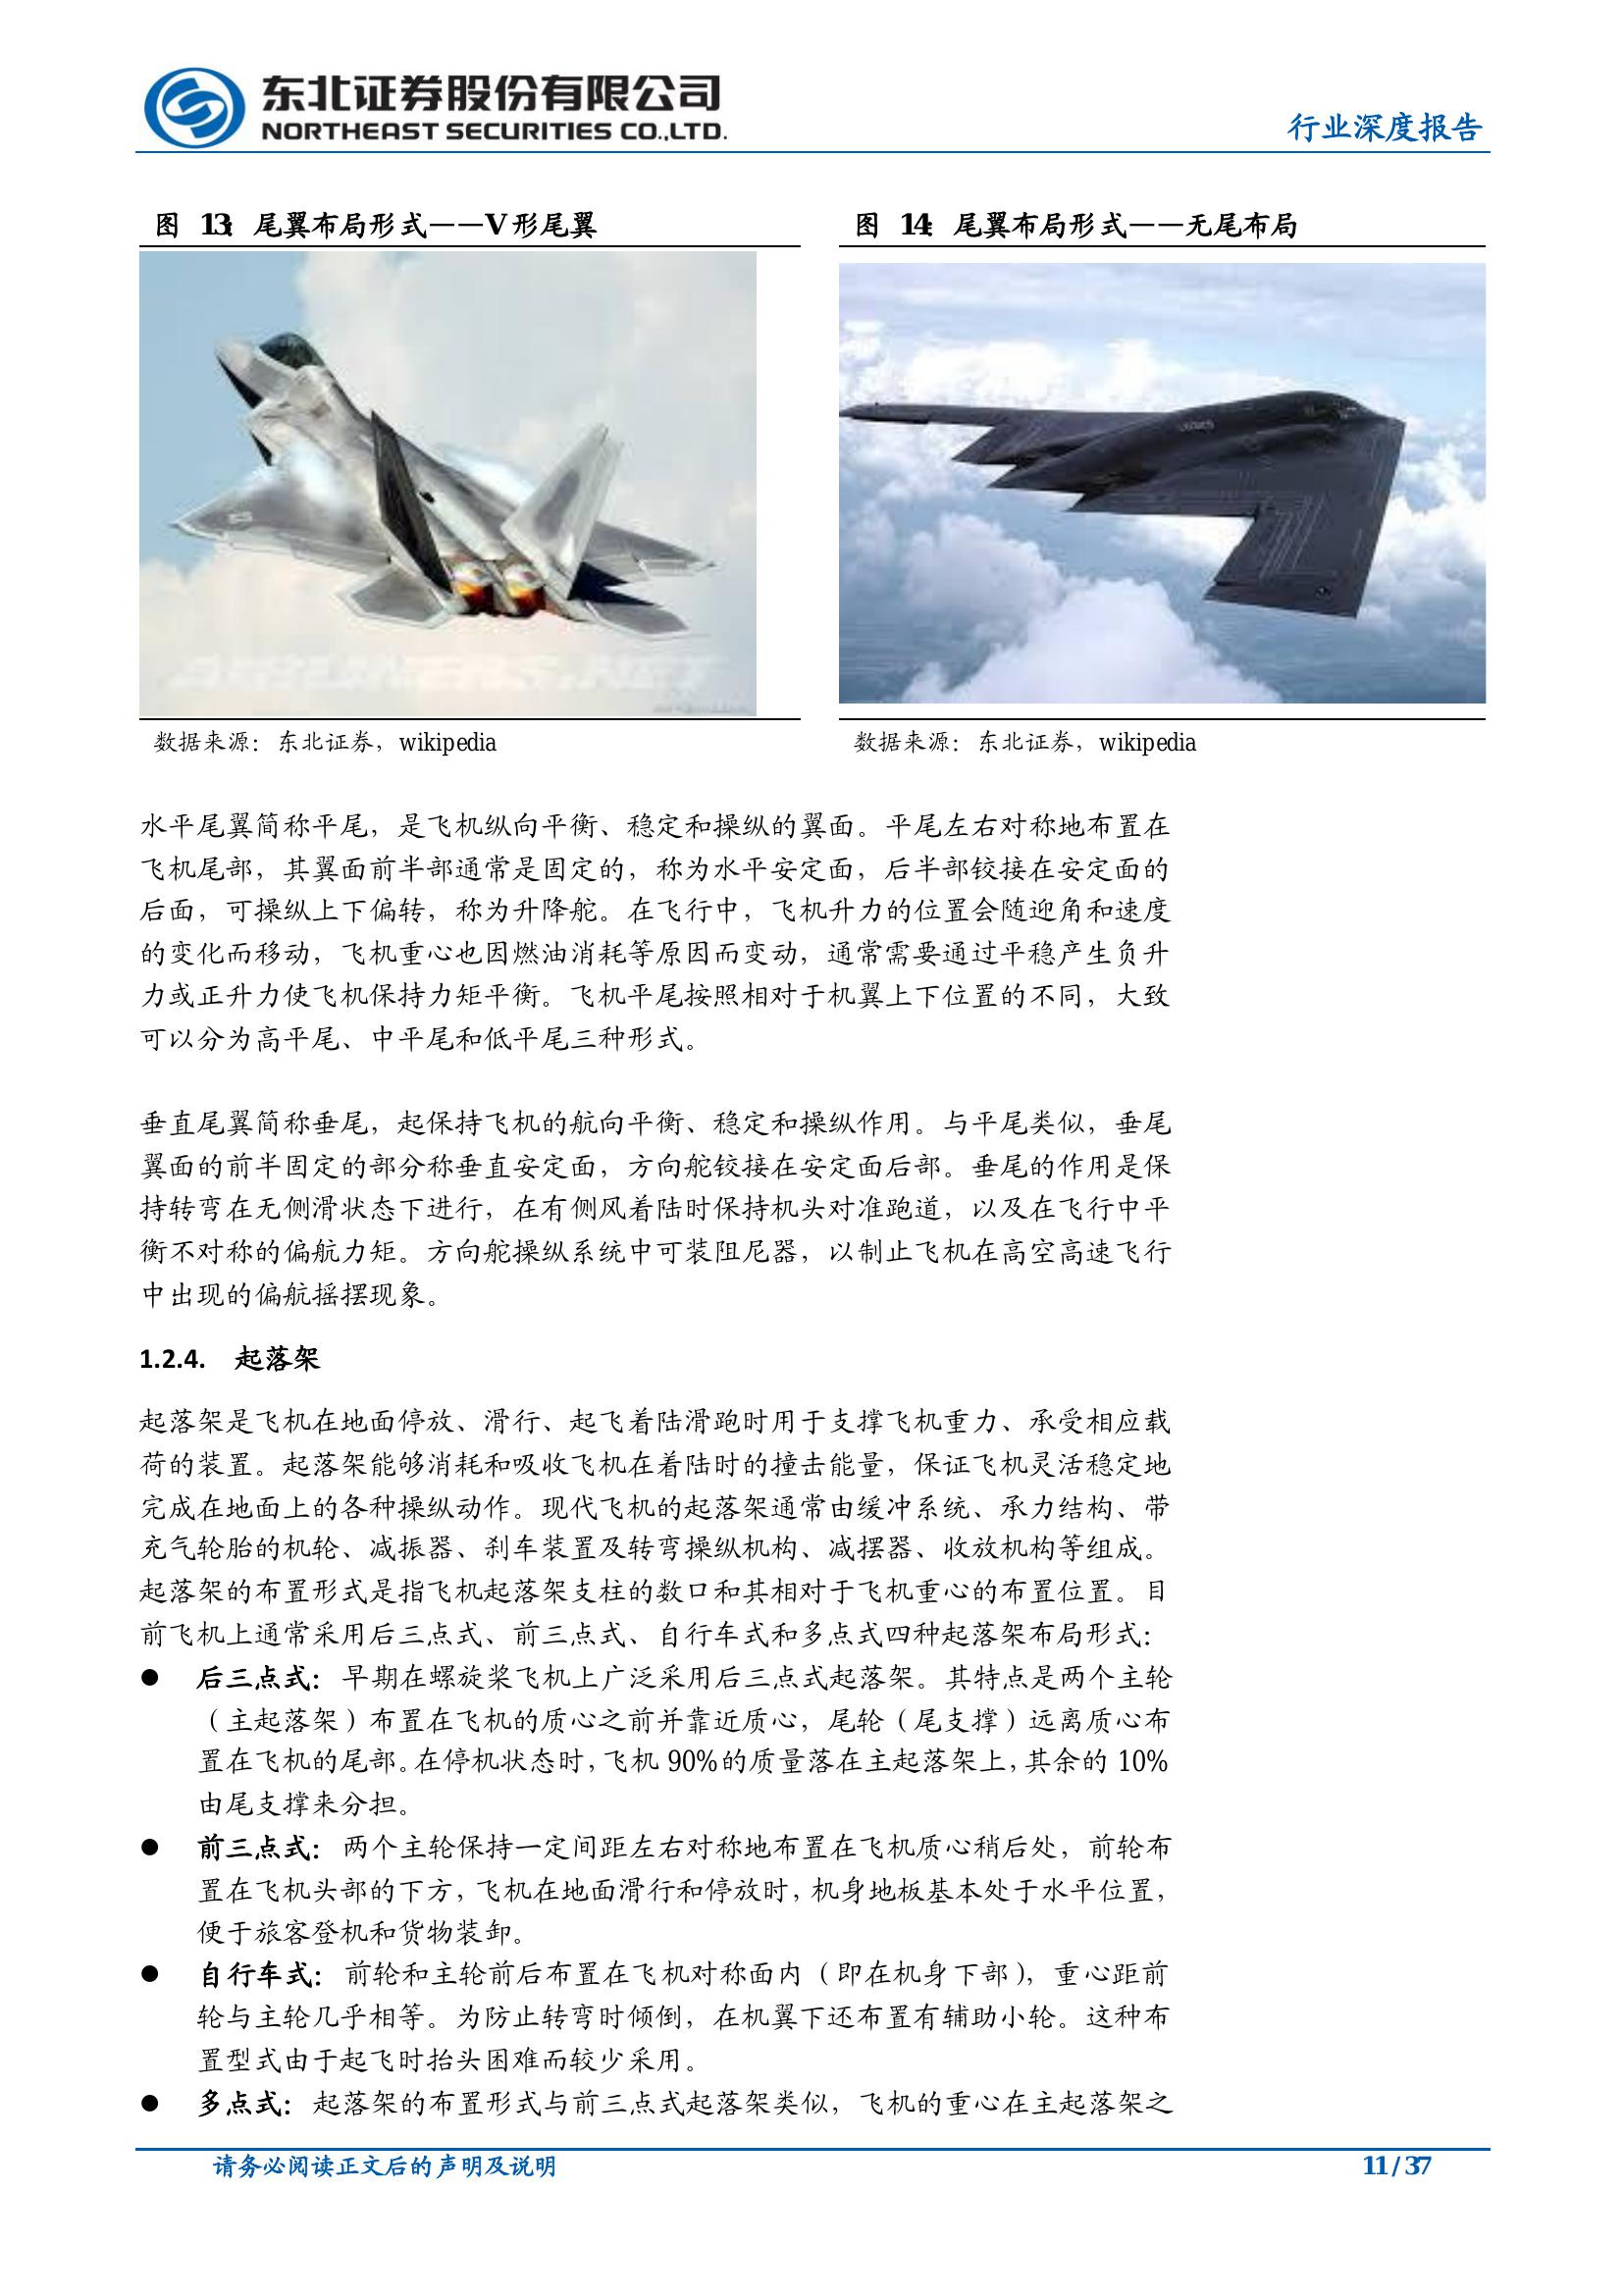 东北证券股份有限公司
NORTHEAST SECURITIES CO.,LTD.
行业深度报告
图 13：尾翼布局形式——V 形尾翼
图 14：尾翼布局形式——无尾布局
数据来源：东北证券，wikipedia
数据来源：东北证券，wikipedia
水平尾翼简称平尾，是飞机纵向平衡、稳定和操纵的翼面。平尾左右对称地布置在
飞机尾部，其翼面前半部通常是固定的，称为水平安定面，后半部铰接在安定面的
后面，可操纵上下偏转，称为升降舵。在飞行中，飞机升力的位置会随迎角和速度
的变化而移动，飞机重心也因燃油消耗等原因而变动，通常需要通过平稳产生负升
力或正升力使飞机保持力矩平衡。飞机平尾按照相对于机翼上下位置的不同，大致
可以分为高平尾、中平尾和低平尾三种形式。
垂直尾翼简称垂尾，起保持飞机的航向平衡、稳定和操纵作用。与平尾类似，垂尾
翼面的前半固定的部分称垂直安定面，方向舵铰接在安定面后部。垂尾的作用是保
持转弯在无侧滑状态下进行，在有侧风着陆时保持机头对准跑道，以及在飞行中平
衡不对称的偏航力矩。方向舵操纵系统中可装阻尼器，以制止飞机在高空高速飞行
中出现的偏航摇摆现象。
1.2.4. 起落架
起落架是飞机在地面停放、滑行、起飞着陆滑跑时用于支撑飞机重力、承受相应载
荷的装置。起落架能够消耗和吸收飞机在着陆时的撞击能量，保证飞机灵活稳定地
完成在地面上的各种操纵动作。现代飞机的起落架通常由缓冲系统、承力结构、带
充气轮胎的机轮、减振器、刹车装置及转弯操纵机构、减摆器、收放机构等组成。
起落架的布置形式是指飞机起落架支柱的数口和其相对于飞机重心的布置位置。目
前飞机上通常采用后三点式、前三点式、自行车式和多点式四种起落架布局形式：
● 后三点式：早期在螺旋桨飞机上广泛采用后三点式起落架。其特点是两个主轮
（主起落架）布置在飞机的质心之前并靠近质心，尾轮（尾支撑）远离质心布
置在飞机的尾部。在停机状态时，飞机 90%的质量落在主起落架上，其余的 10%
由尾支撑来分担。
● 前三点式：两个主轮保持一定间距左右对称地布置在飞机质心稍后处，前轮布
置在飞机头部的下方，飞机在地面滑行和停放时，机身地板基本处于水平位置，
便于旅客登机和货物装卸。
● 自行车式：前轮和主轮前后布置在飞机对称面内（即在机身下部），重心距前
轮与主轮几乎相等。为防止转弯时倾倒，在机翼下还布置有辅助小轮。这种布
置型式由于起飞时抬头困难而较少采用。
● 多点式：起落架的布置形式与前三点式起落架类似，飞机的重心在主起落架之
请务必阅读正文后的声明及说明
11 / 37